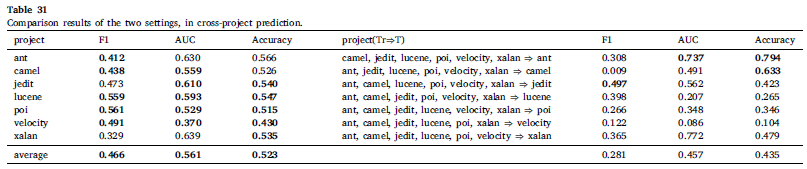 Table 31
Comparison results of the two settings, in cross-project prediction.
project F1 AUC Accuracy project(Tr⇒T) F1 AUC Accuracy
ant 0.412 0.630 0.566 camel, jedit, lucene, poi, velocity, xalan ⇒ ant 0.308 0.737 0.794
camel 0.438 0.559 0.526 ant, jedit, lucene, poi, velocity, xalan ⇒ camel 0.009 0.491 0.633
jedit 0.473 0.610 0.540 ant, camel, lucene, poi, velocity, xalan ⇒ jedit 0.497 0.562 0.423
lucene 0.559 0.593 0.547 ant, camel, jedit, poi, velocity, xalan ⇒ lucene 0.398 0.207 0.265
poi 0.561 0.529 0.515 ant, camel, jedit, lucene, velocity, xalan ⇒ poi 0.266 0.348 0.346
velocity 0.491 0.370 0.430 ant, camel, jedit, lucene, poi, xalan ⇒ velocity 0.122 0.086 0.104
xalan 0.329 0.639 0.535 ant, camel, jedit, lucene, poi, velocity ⇒ xalan 0.365 0.772 0.479
average 0.466 0.561 0.523 0.281 0.457 0.435